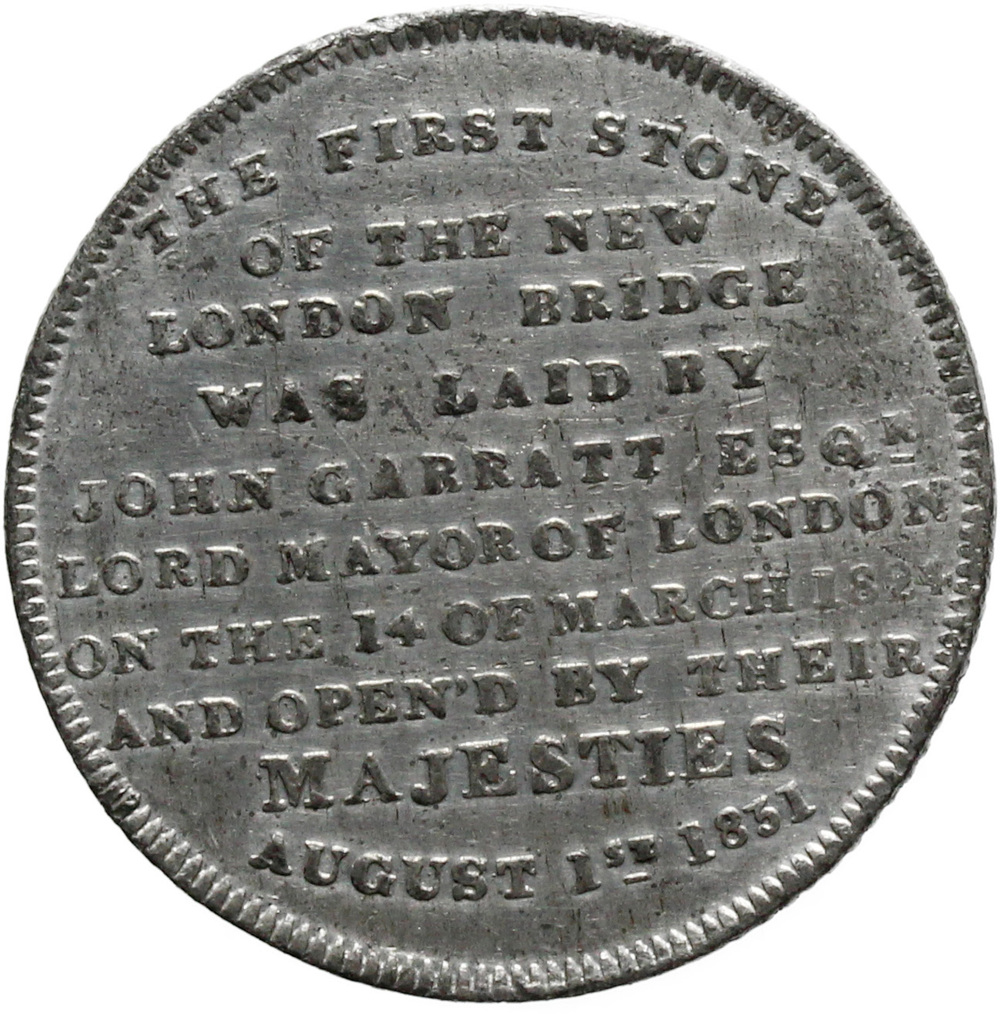 THE FIRST STONE
OF THE NEW
LONDON BRIDGE
WAS LAID BY
JOHN GARRATT ESQR
LORD MAYOR OF LONDON
ON THE 14 OF MARCH 1824
AND OPEN'D BY THEIR
MAJESTIES
AUGUST 1ST 1831